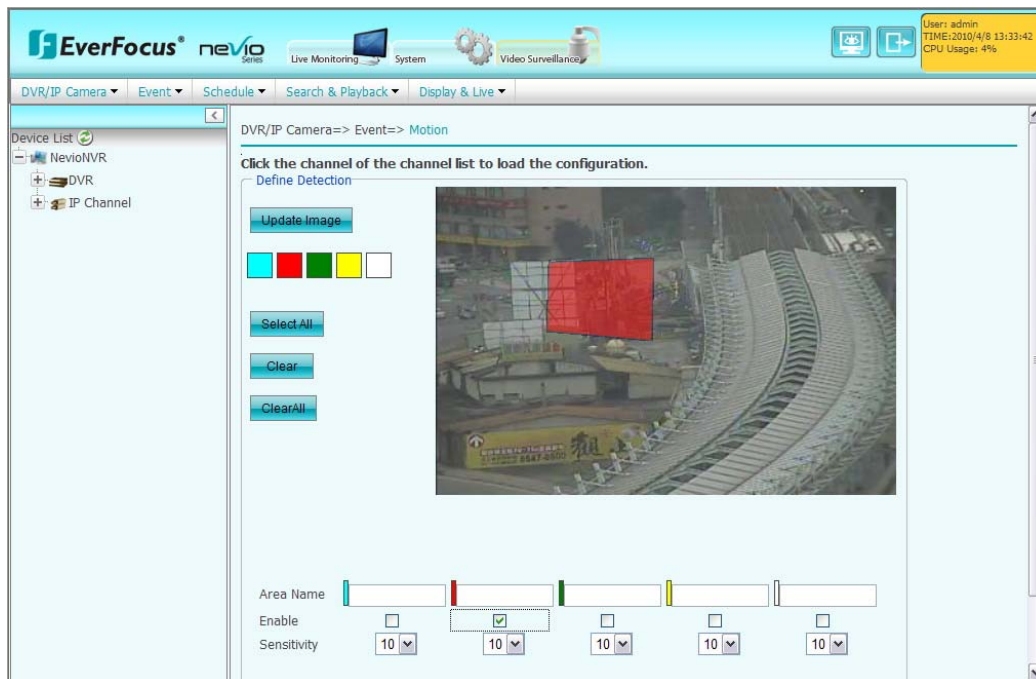 EverFocus® nevio Series Live Monitoring System Video Surveillance
User: admin
TIME:2010/4/8 13:33:42
CPU Usage: 4%
DVR/IP Camera Event Schedule Search & Playback Display & Live
Device List
NevioNVR
DVR
IP Channel
DVR/IP Camera=> Event=> Motion
Click the channel of the channel list to load the configuration.
Define Detection
Update Image
Select All
Clear
ClearAll
Area Name
Enable
Sensitivity 10 10 10 10 10